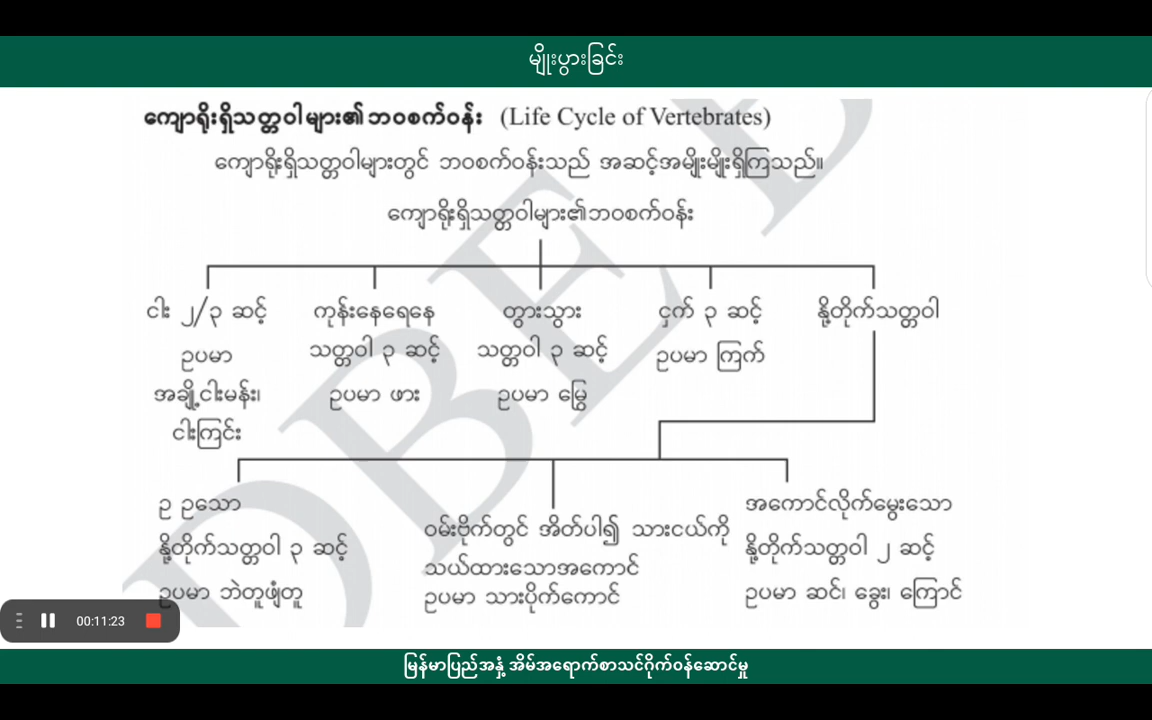 မျိုးပွားခြင်း
ကျောရိုးရှိသတ္တဝါများ၏ဘဝစက်ဝန်း (Life Cycle of Vertebrates)
ကျောရိုးရှိသတ္တဝါများတွင် ဘဝစက်ဝန်းသည် အဆင့်အမျိုးမျိုးရှိကြသည်။
ကျောရိုးရှိသတ္တဝါများ၏ဘဝစက်ဝန်း
ငါး ၂/၃ ဆင့်
ဥပမာ
အချို့ငါးမန်း၊
ငါးကြင်း
ကုန်းနေရေနေ
သတ္တဝါ ၃ ဆင့်
ဥပမာ ဖား
တွားသွား
သတ္တဝါ ၃ ဆင့်
ဥပမာ မြွေ
ငှက် ၃ ဆင့်
ဥပမာ ကြက်
နို့တိုက်သတ္တဝါ
ဥ ဥသော
နို့တိုက်သတ္တဝါ ၃ ဆင့်
ဥပမာ ဘဲတူဖျံတူ
ဝမ်းဗိုက်တွင် အိတ်ပါ၍ သားငယ်ကို
သယ်ထားသောအကောင်
ဥပမာ သားပိုက်ကောင်
အကောင်လိုက်မွေးသော
နို့တိုက်သတ္တဝါ ၂ ဆင့်
ဥပမာ ဆင်၊ ခွေး၊ ကြောင်
DBE
00:11:23
မြန်မာပြည်အနှံ့ အိမ်အရောက်စာသင်ဂိုက်ဝန်ဆောင်မှု